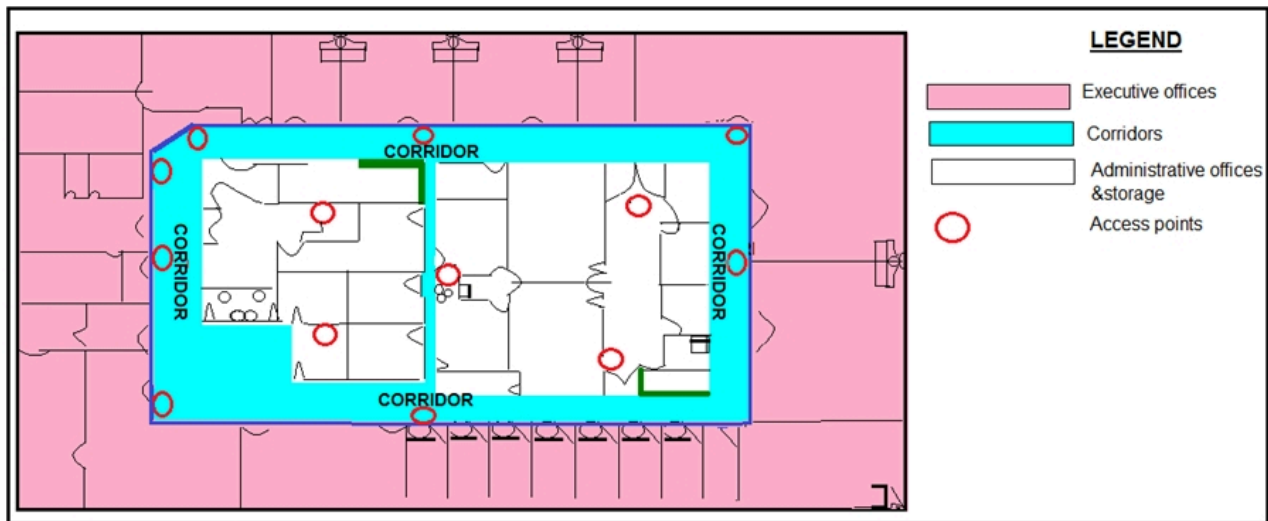 LEGEND
Executive offices
Corridors
Administrative offices
&storage
Access points
CORRIDOR
CORRIDOR
CORRIDOR
CORRIDOR